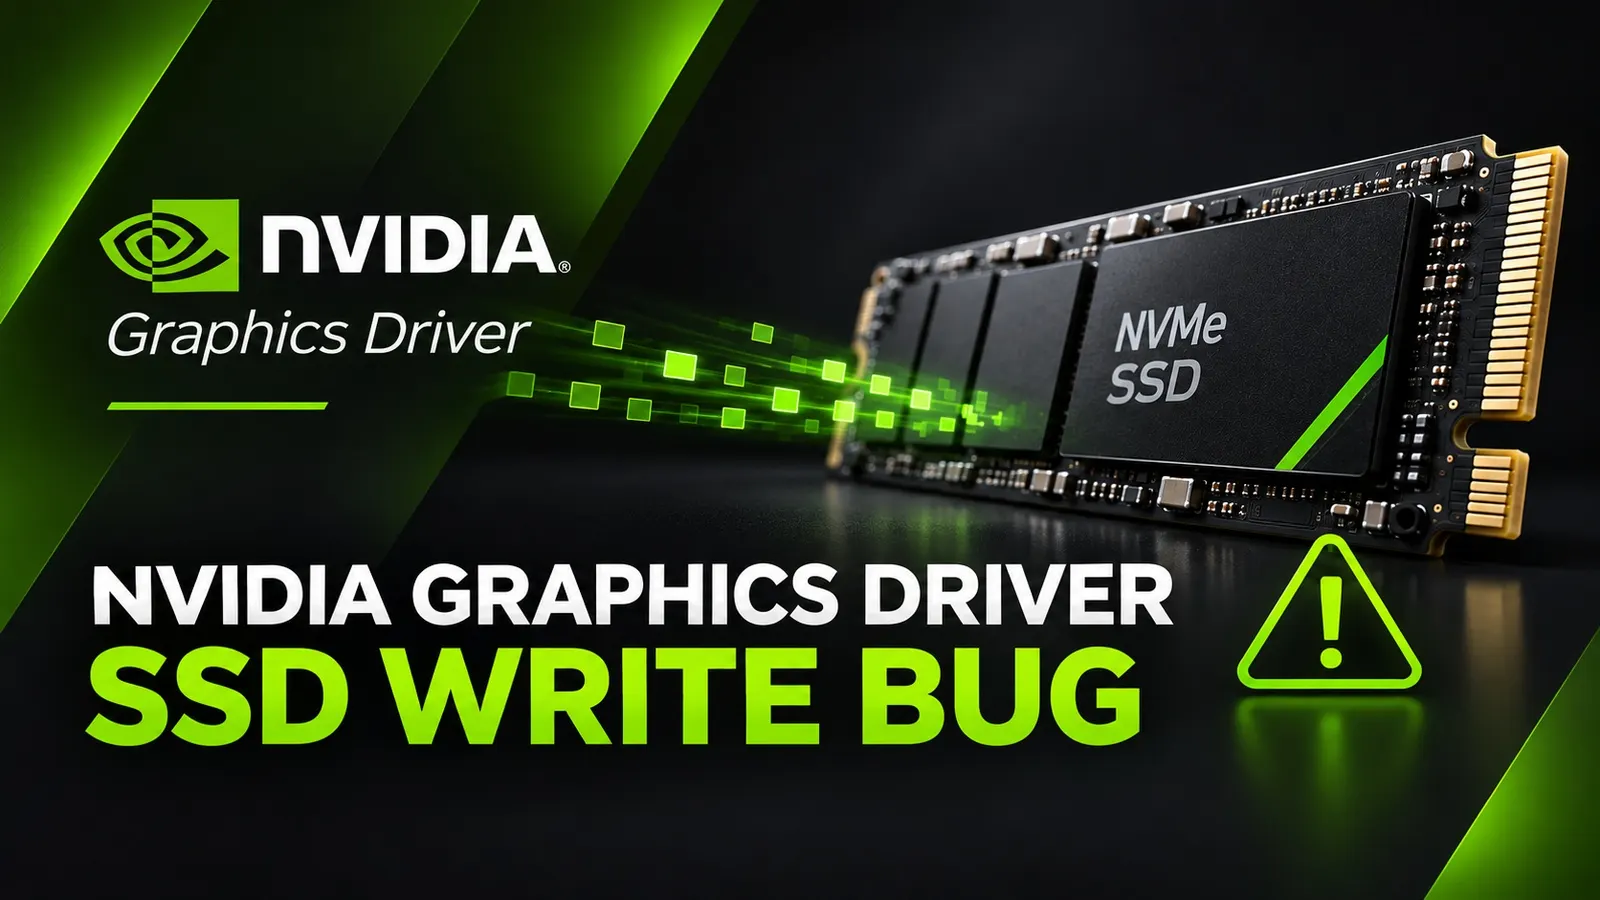 NVIDIA®
Graphics Driver
NVMe
SSD
NVIDIA GRAPHICS DRIVER
SSD WRITE BUG
!